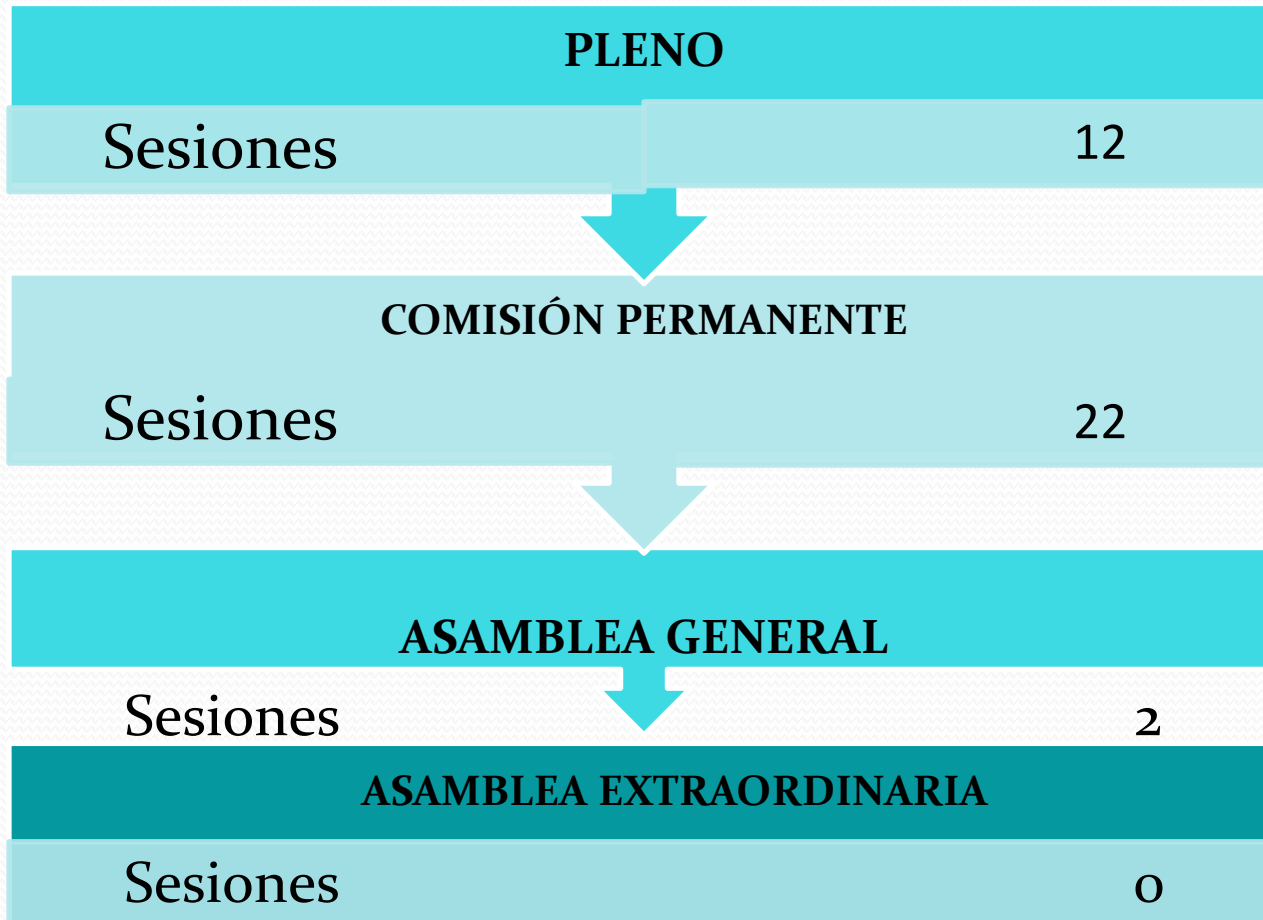 PLENO
Sesiones 12
COMISIÓN PERMANENTE
Sesiones 22
ASAMBLEA GENERAL
Sesiones 2
ASAMBLEA EXTRAORDINARIA
Sesiones 0